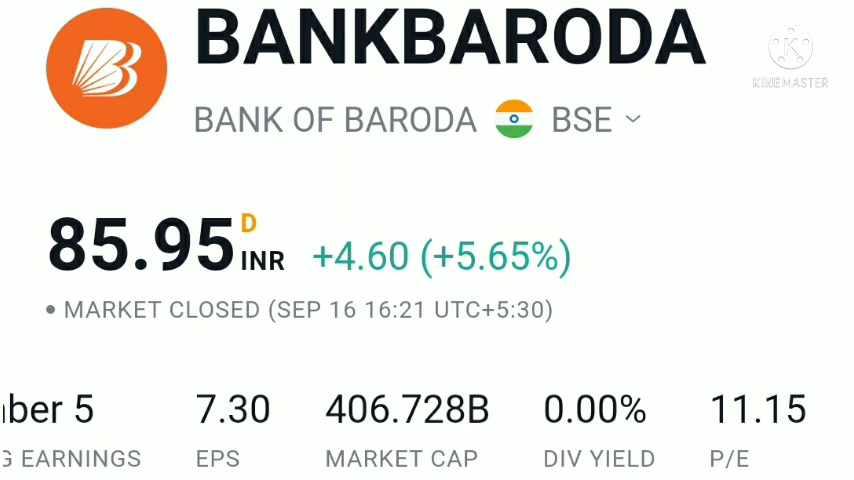 BANKBARODA
KINEMASTER
BANK OF BARODA BSE
85.95 D INR +4.60 (+5.65%)
• MARKET CLOSED (SEP 16 16:21 UTC+5:30)
ber 5 7.30 406.728B 0.00% 11.15
G EARNINGS EPS MARKET CAP DIV YIELD P/E